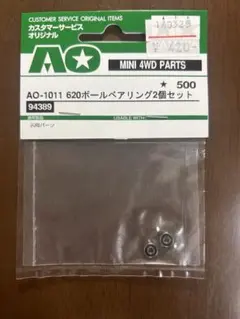 CUSTOMER SERVICE ORIGINAL ITEMS
カスタマーサービス
オリジナル
AO
MINI 4WD PARTS
★ 500
AO-1011 620ボールベアリング2個セット
94389
USABLE WITH